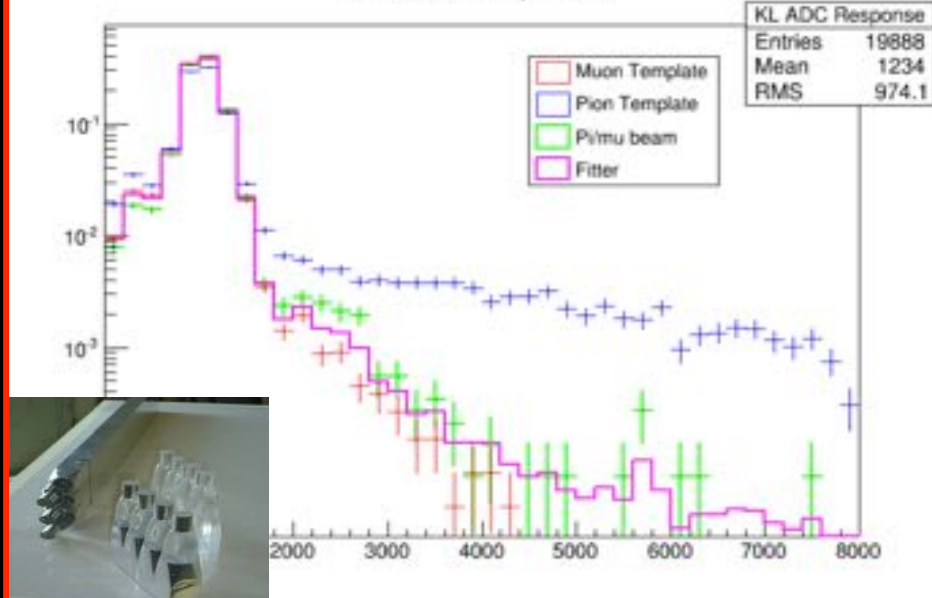 KL ADC Response
Entries 19888
Mean 1234
RMS 974.1
Muon Template
Pion Template
Pi/mu beam
Fitter
10-1
10-2
10-3
2000 3000 4000 5000 6000 7000 8000